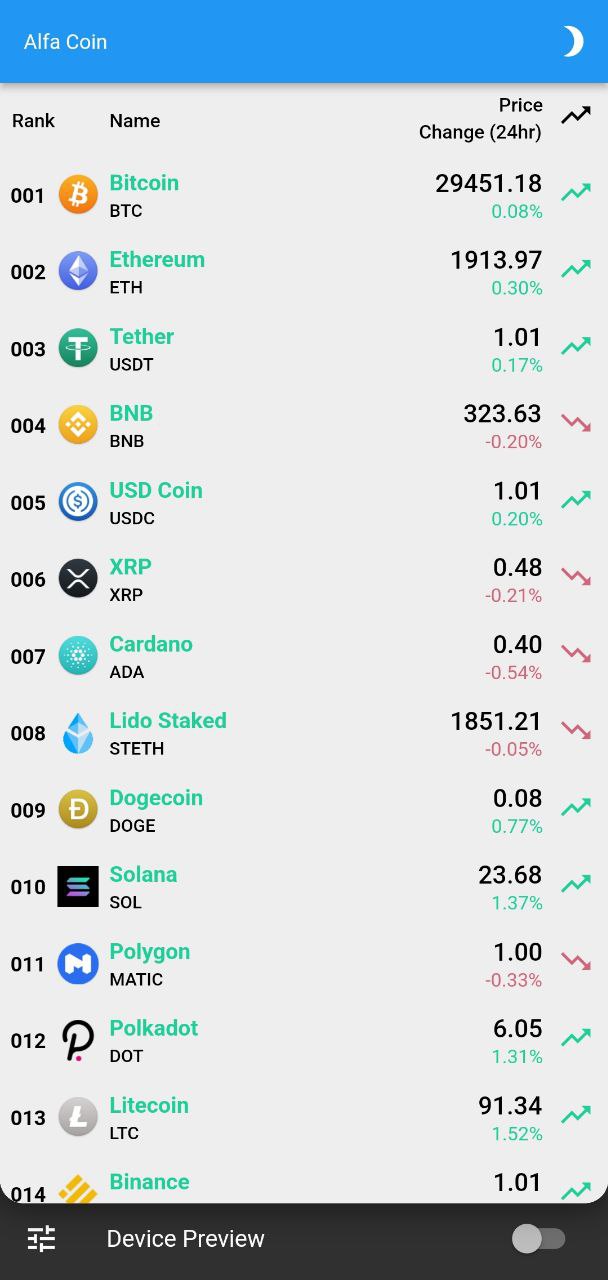 Alfa Coin
Rank Name Price
Change (24hr)
001 Bitcoin 29451.18
BTC 0.08%
002 Ethereum 1913.97
ETH 0.30%
003 Tether 1.01
USDT 0.17%
004 BNB 323.63
BNB -0.20%
005 USD Coin 1.01
USDC 0.20%
006 XRP 0.48
XRP -0.21%
007 Cardano 0.40
ADA -0.54%
008 Lido Staked 1851.21
STETH -0.05%
009 Dogecoin 0.08
DOGE 0.77%
010 Solana 23.68
SOL 1.37%
011 Polygon 1.00
MATIC -0.33%
012 Polkadot 6.05
DOT 1.31%
013 Litecoin 91.34
LTC 1.52%
014 Binance 1.01
Device Preview